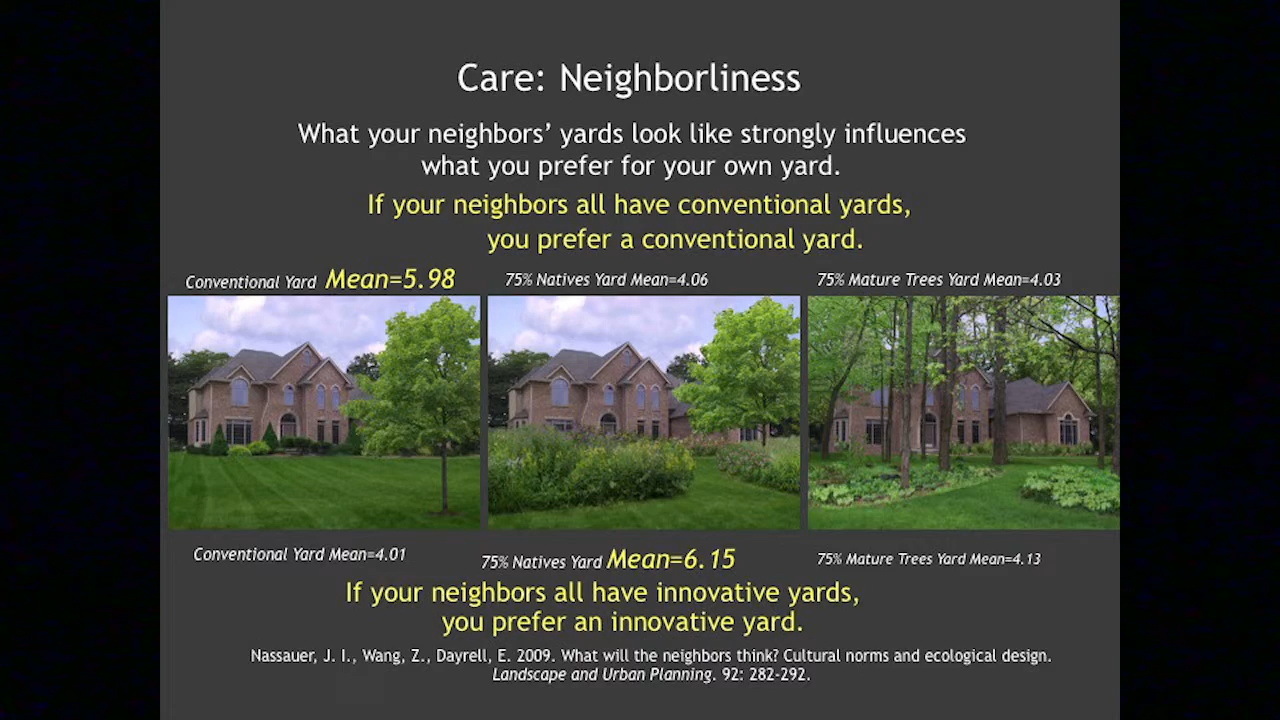 Care: Neighborliness
What your neighbors’ yards look like strongly influences
what you prefer for your own yard.
If your neighbors all have conventional yards,
you prefer a conventional yard.
Conventional Yard Mean=5.98
75% Natives Yard Mean=4.06
75% Mature Trees Yard Mean=4.03
Conventional Yard Mean=4.01
75% Natives Yard Mean=6.15
75% Mature Trees Yard Mean=4.13
If your neighbors all have innovative yards,
you prefer an innovative yard.
Nassauer, J. I., Wang, Z., Dayrell, E. 2009. What will the neighbors think? Cultural norms and ecological design.
Landscape and Urban Planning. 92: 282-292.